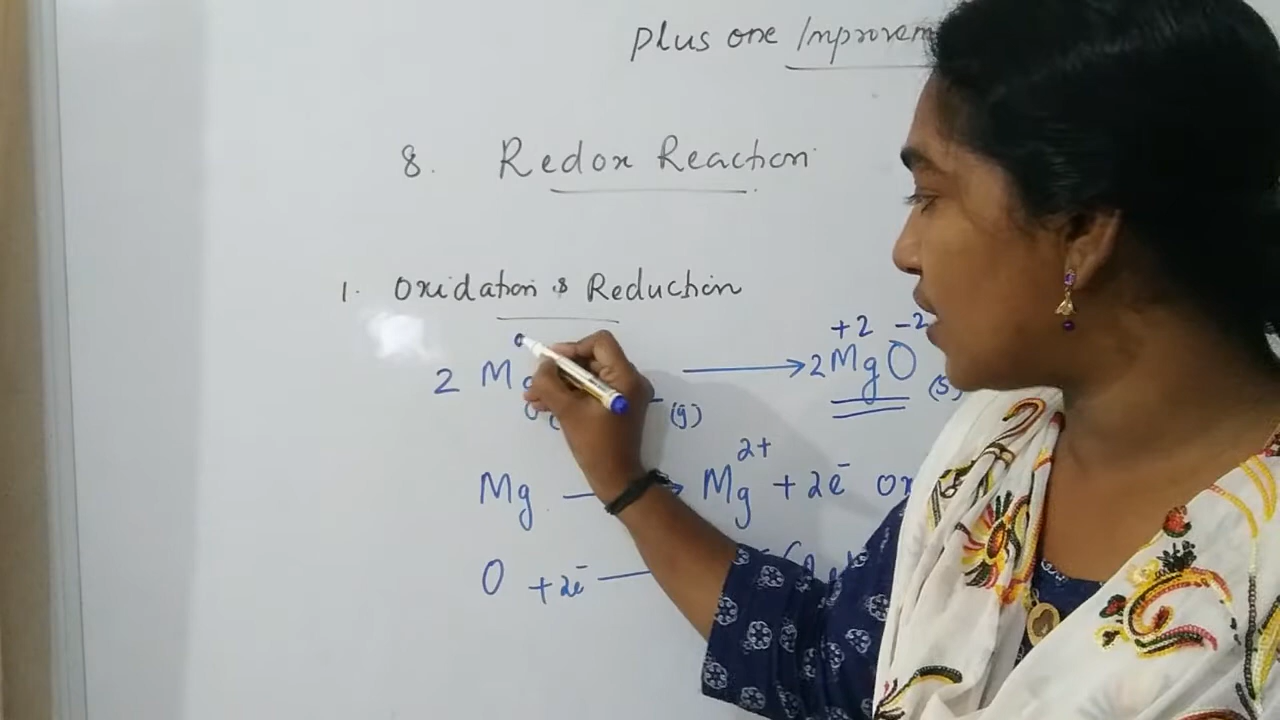 Plus one
8. Redox Reaction
1. Oxidation & Reduction
2 Mg (g) → 2MgO (s)
+2 -2
Mg → Mg 2+ + 2e⁻
O + 2e⁻